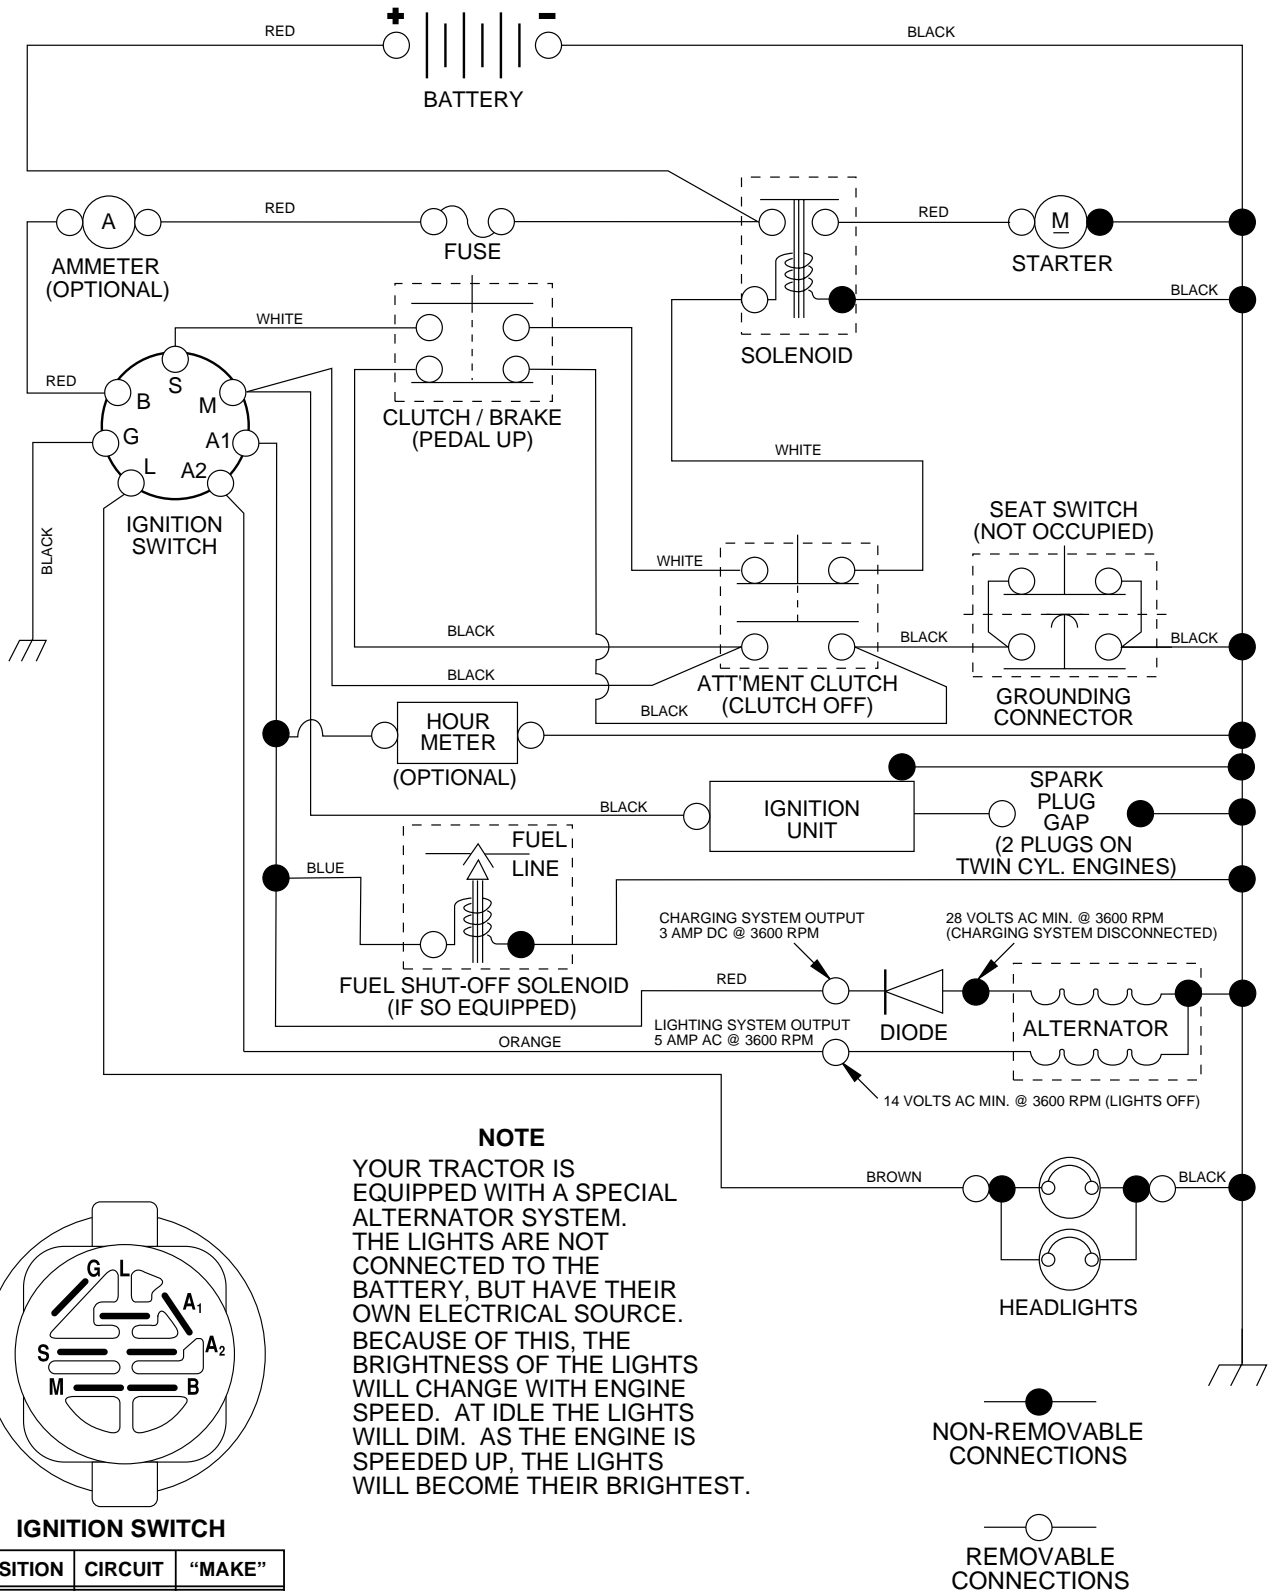 + -
RED
BLACK
BATTERY
A
RED
FUSE
RED
M
AMMETER
(OPTIONAL)
STARTER
BLACK
WHITE
SOLENOID
RED
S
B
M
G
A1
L
A2
CLUTCH / BRAKE
(PEDAL UP)
WHITE
IGNITION
SWITCH
BLACK
SEAT SWITCH
(NOT OCCUPIED)
WHITE
BLACK
BLACK
BLACK
BLACK
ATT'MENT CLUTCH
(CLUTCH OFF)
GROUNDING
CONNECTOR
BLACK
HOUR
METER
(OPTIONAL)
BLACK
IGNITION
UNIT
SPARK
PLUG
GAP
(2 PLUGS ON
TWIN CYL. ENGINES)
FUEL
LINE
BLUE
FUEL SHUT-OFF SOLENOID
(IF SO EQUIPPED)
CHARGING SYSTEM OUTPUT
3 AMP DC @ 3600 RPM
28 VOLTS AC MIN. @ 3600 RPM
(CHARGING SYSTEM DISCONNECTED)
RED
DIODE
ALTERNATOR
LIGHTING SYSTEM OUTPUT
5 AMP AC @ 3600 RPM
ORANGE
14 VOLTS AC MIN. @ 3600 RPM (LIGHTS OFF)
BROWN
BLACK
HEADLIGHTS
NOTE
YOUR TRACTOR IS
EQUIPPED WITH A SPECIAL
ALTERNATOR SYSTEM.
THE LIGHTS ARE NOT
CONNECTED TO THE
BATTERY, BUT HAVE THEIR
OWN ELECTRICAL SOURCE.
BECAUSE OF THIS, THE
BRIGHTNESS OF THE LIGHTS
WILL CHANGE WITH ENGINE
SPEED. AT IDLE THE LIGHTS
WILL DIM. AS THE ENGINE IS
SPEEDED UP, THE LIGHTS
WILL BECOME THEIR BRIGHTEST.
G L
A1
S
A2
M
B
IGNITION SWITCH
SITION CIRCUIT “MAKE”
NON-REMOVABLE
CONNECTIONS
REMOVABLE
CONNECTIONS